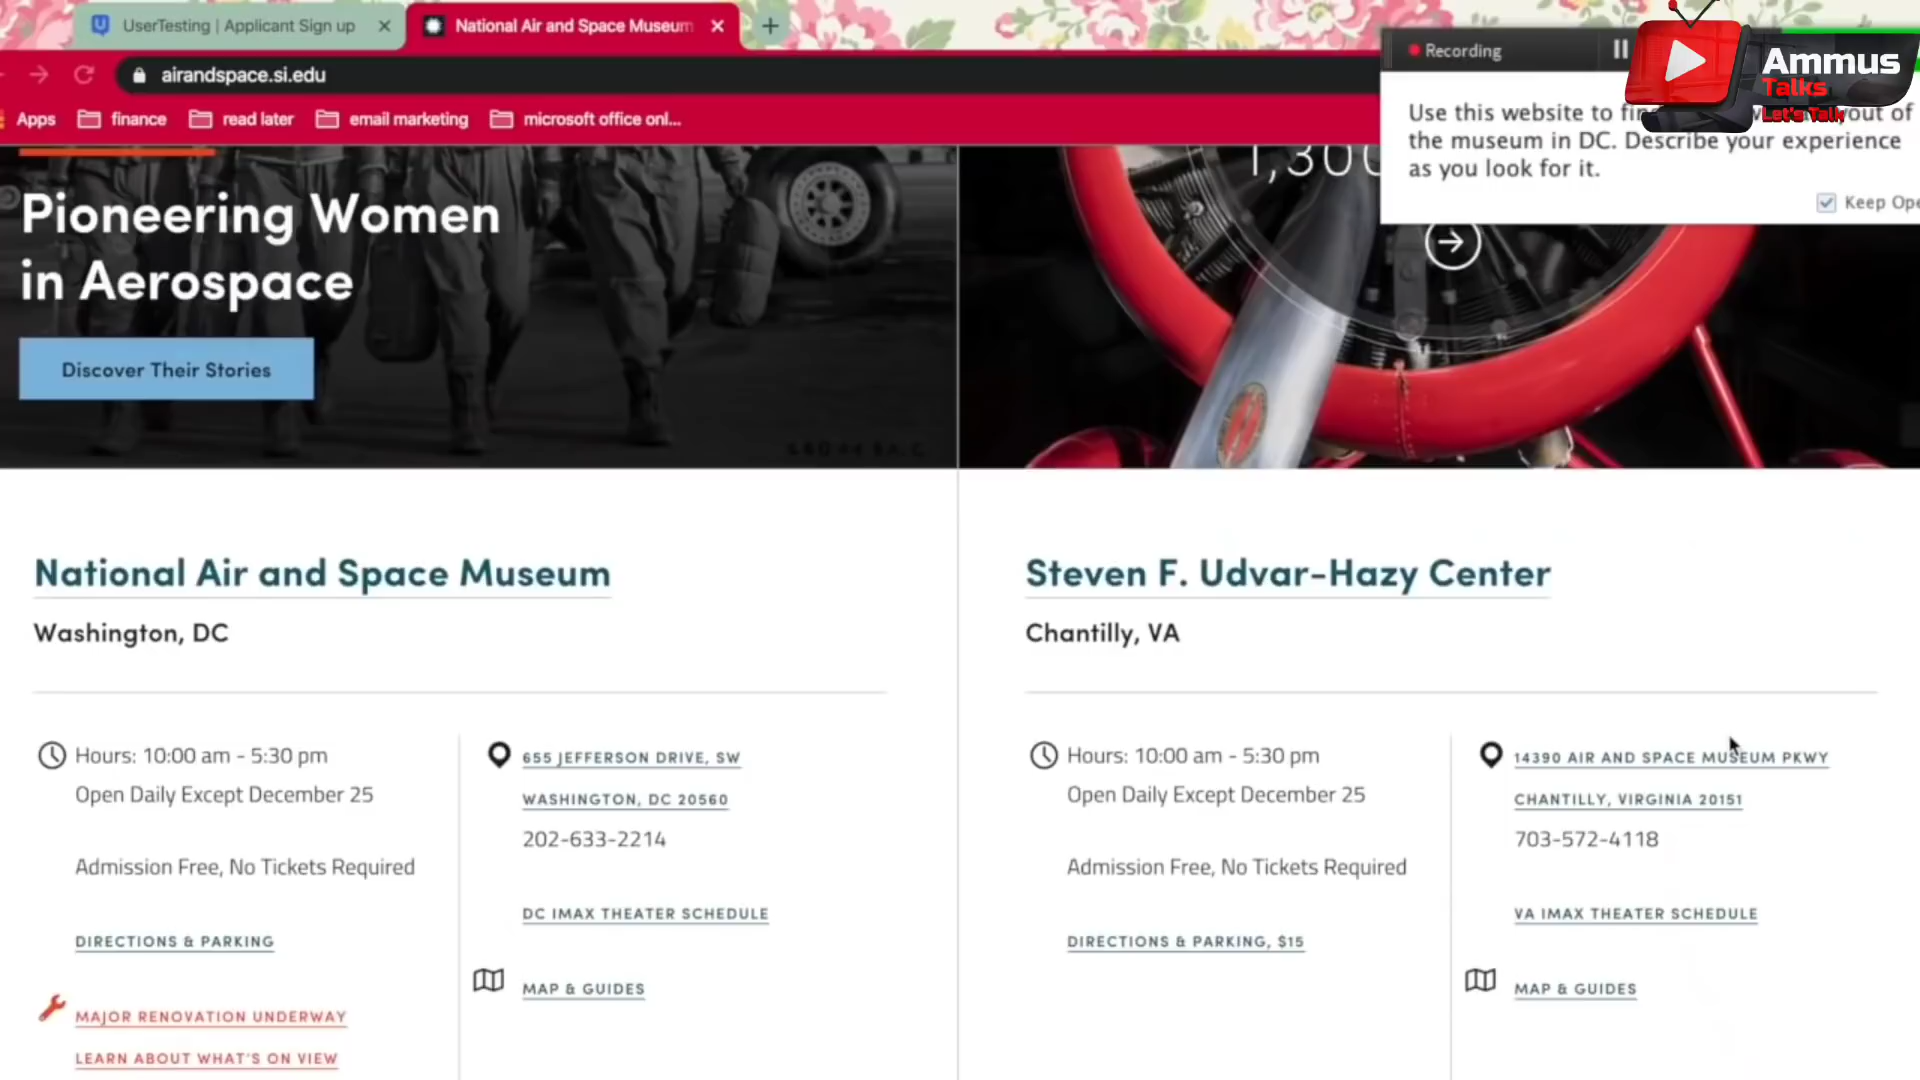 UserTesting | Applicant Sign up
National Air and Space Museum
Recording
Ammus
Talks
Let's Talk
airandspace.si.edu
Use this website to
out of
the museum in DC. Describe your experience
as you look for it.
Keep Ope
Apps
finance
read later
email marketing
microsoft office onl...
1,300
Pioneering Women
in Aerospace
Discover Their Stories
National Air and Space Museum
Washington, DC
Hours: 10:00 am - 5:30 pm
Open Daily Except December 25
Admission Free, No Tickets Required
DIRECTIONS & PARKING
MAJOR RENOVATION UNDERWAY
LEARN ABOUT WHAT'S ON VIEW
655 JEFFERSON DRIVE, SW
WASHINGTON, DC 20560
202-633-2214
DC IMAX THEATER SCHEDULE
MAP & GUIDES
Steven F. Udvar-Hazy Center
Chantilly, VA
Hours: 10:00 am - 5:30 pm
Open Daily Except December 25
Admission Free, No Tickets Required
DIRECTIONS & PARKING, $15
14390 AIR AND SPACE MUSEUM PKWY
CHANTILLY, VIRGINIA 20151
703-572-4118
VA IMAX THEATER SCHEDULE
MAP & GUIDES